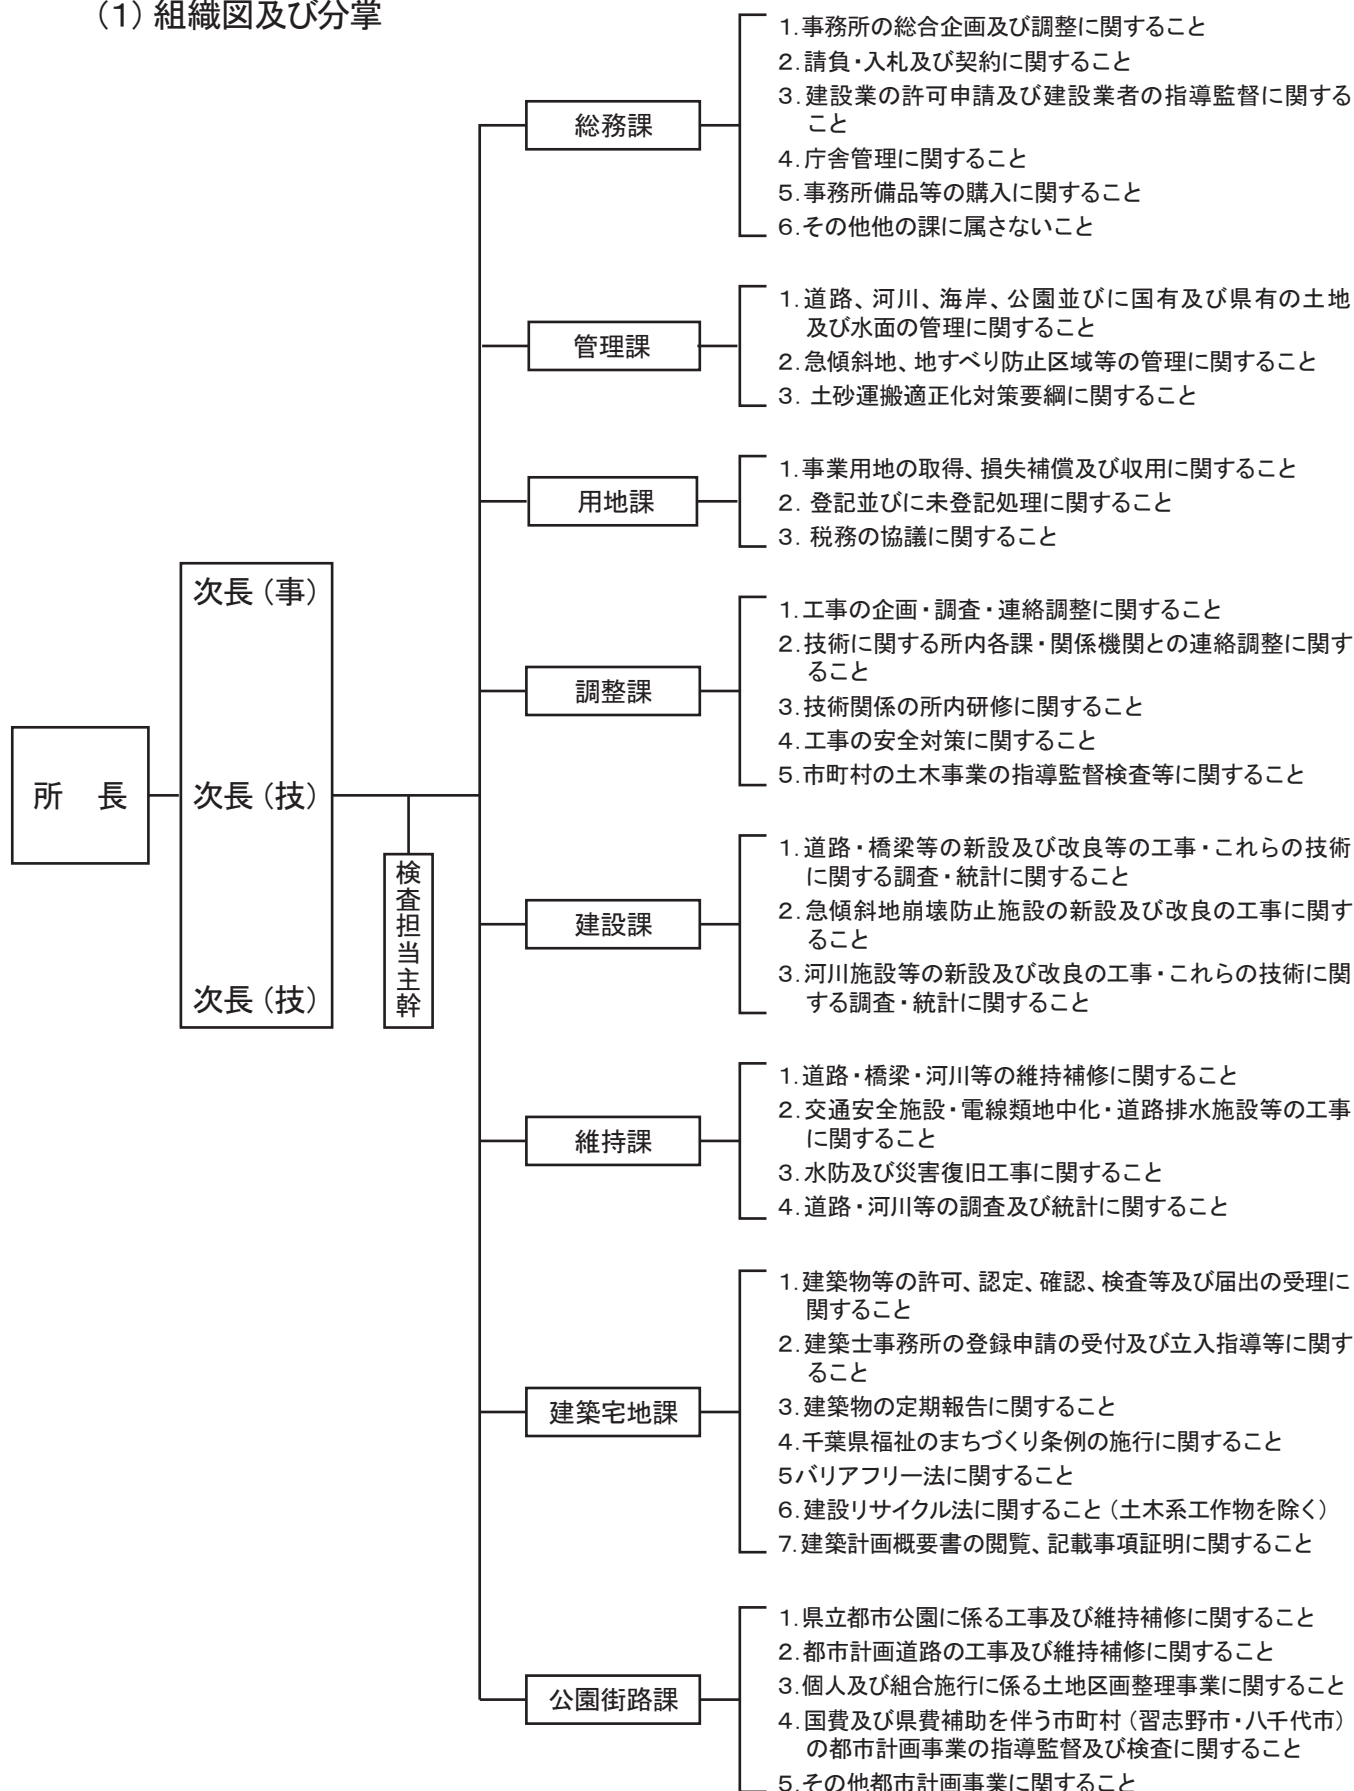 (1) 組織図及び分掌
所 長
次長(事)
次長(技)
次長(技)
検査担当主幹
総務課
1.事務所の総合企画及び調整に関すること
2.請負・入札及び契約に関すること
3.建設業の許可申請及び建設業者の指導監督に関する
こと
4.庁舎管理に関すること
5.事務所備品等の購入に関すること
6.その他他の課に属さないこと
管理課
1.道路、河川、海岸、公園並びに国有及び県有の土地
及び水面の管理に関すること
2.急傾斜地、地すべり防止区域等の管理に関すること
3. 土砂運搬適正化対策要綱に関すること
用地課
1.事業用地の取得、損失補償及び収用に関すること
2. 登記並びに未登記処理に関すること
3. 税務の協議に関すること
調整課
1.工事の企画・調査・連絡調整に関すること
2.技術に関する所内各課・関係機関との連絡調整に関す
ること
3.技術関係の所内研修に関すること
4.工事の安全対策に関すること
5.市町村の土木事業の指導監督検査等に関すること
建設課
1.道路・橋梁等の新設及び改良等の工事・これらの技術
に関する調査・統計に関すること
2.急傾斜地崩壊防止施設の新設及び改良の工事に関す
ること
3.河川施設等の新設及び改良の工事・これらの技術に関
する調査・統計に関すること
維持課
1.道路・橋梁・河川等の維持補修に関すること
2.交通安全施設・電線類地中化・道路排水施設等の工事
に関すること
3.水防及び災害復旧工事に関すること
4.道路・河川等の調査及び統計に関すること
建築宅地課
1.建築物等の許可、認定、確認、検査等及び届出の受理に
関すること
2.建築士事務所の登録申請の受付及び立入指導等に関す
ること
3.建築物の定期報告に関すること
4.千葉県福祉のまちづくり条例の施行に関すること
5バリアフリー法に関すること
6.建設リサイクル法に関すること(土木系工作物を除く)
7.建築計画概要書の閲覧、記載事項証明に関すること
公園街路課
1.県立都市公園に係る工事及び維持補修に関すること
2.都市計画道路の工事及び維持補修に関すること
3.個人及び組合施行に係る土地区画整理事業に関すること
4.国費及び県費補助を伴う市町村(習志野市・八千代市)
の都市計画事業の指導監督及び検査に関すること
5.その他都市計画事業に関すること